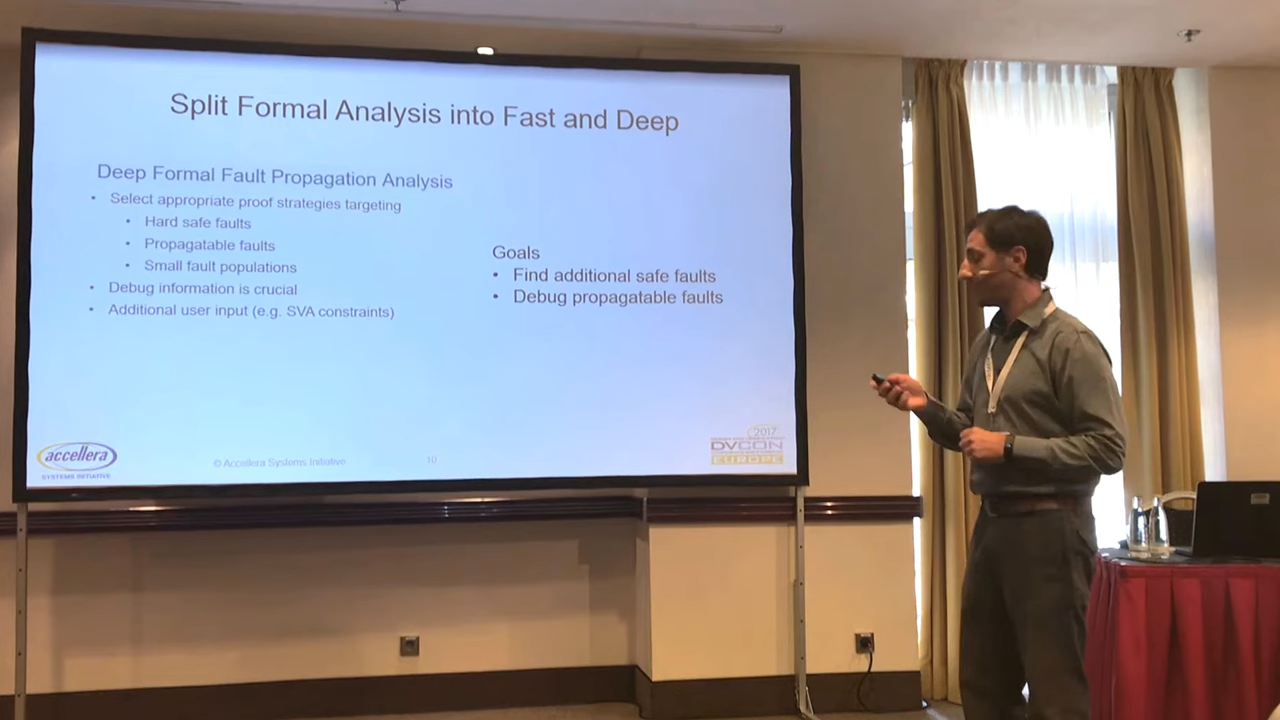 Split Formal Analysis into Fast and Deep
Deep Formal Fault Propagation Analysis
• Select appropriate proof strategies targeting
• Hard safe faults
• Propagatable faults
• Small fault populations
• Debug information is crucial
• Additional user input (e.g. SVA constraints)
Goals
• Find additional safe faults
• Debug propagatable faults
accellera
SYSTEMS INITIATIVE
© Accellera Systems Initiative
10
2017
DVCON
EUROPE